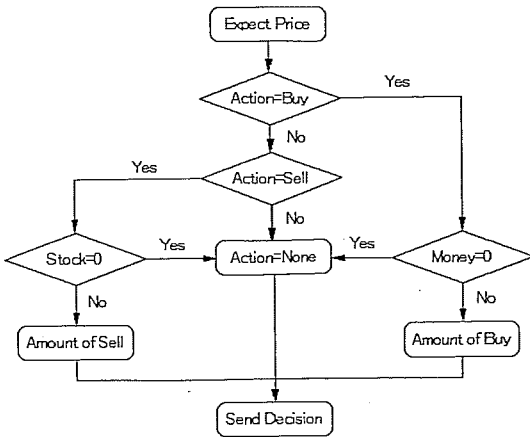 Expect Price
Yes
Action=Buy
No
Yes
Action=Sell
No
Stock=0
Yes
Action=None
Yes
Money=0
No
No
Amount of Sell
Amount of Buy
Send Decision